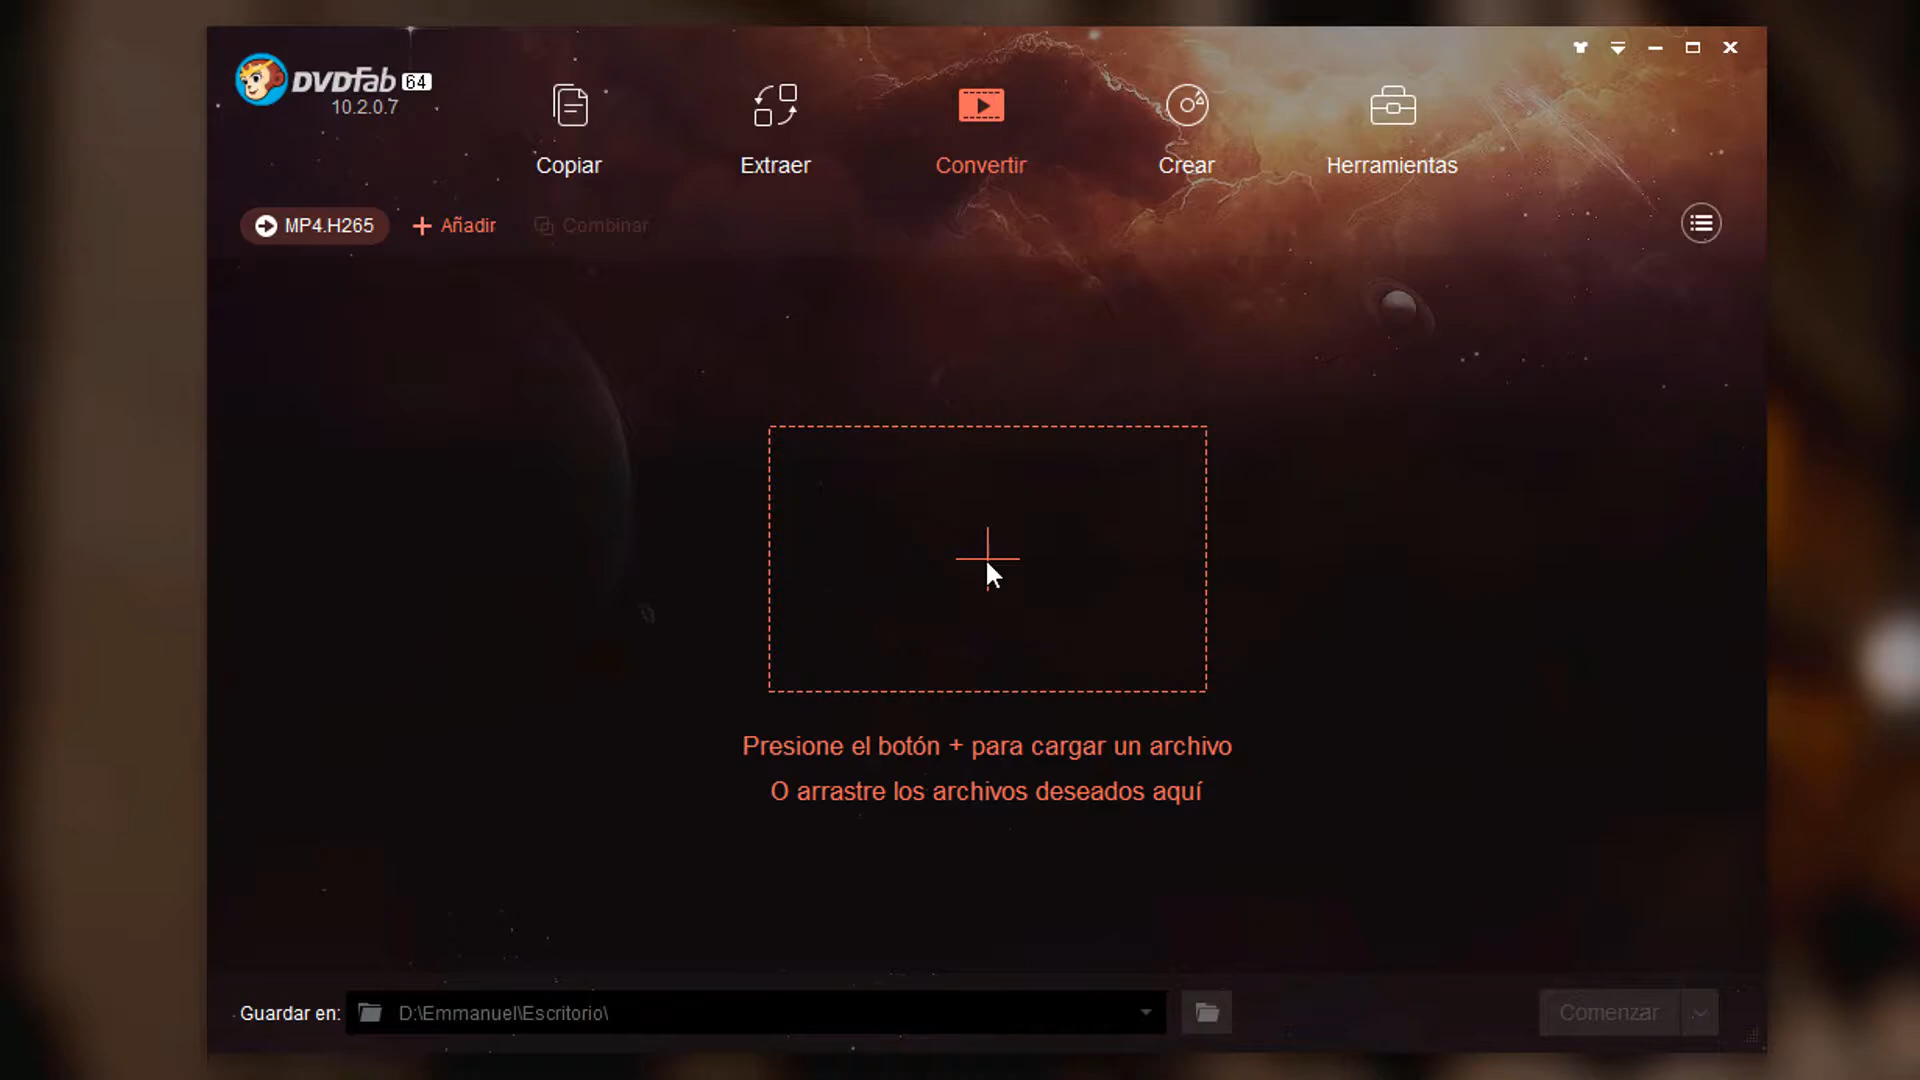 DVDFab 64
10.2.0.7
Copiar
Extraer
Convertir
Crear
Herramientas
MP4.H265
Añadir
Combinar
Presione el botón + para cargar un archivo
O arrastre los archivos deseados aquí
Guardar en:
D:\Emmanuel\Escritorio\
Comenzar